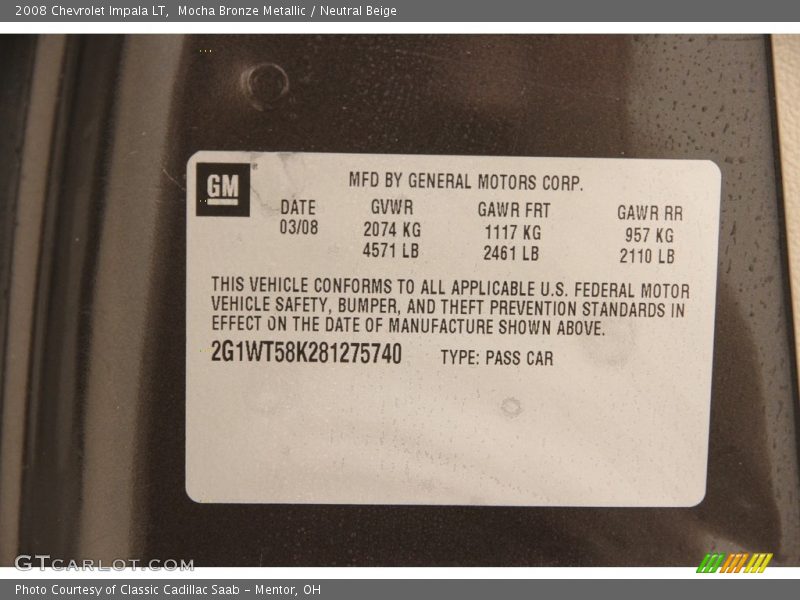 2008 Chevrolet Impala LT,  Mocha Bronze Metallic / Neutral Beige
GM
MFD BY GENERAL MOTORS CORP.
DATE GVWR GAWR FRT GAWR RR
03/08 2074 KG 1117 KG 957 KG
4571 LB 2461 LB 2110 LB
THIS VEHICLE CONFORMS TO ALL APPLICABLE U.S. FEDERAL MOTOR
VEHICLE SAFETY, BUMPER, AND THEFT PREVENTION STANDARDS IN
EFFECT ON THE DATE OF MANUFACTURE SHOWN ABOVE.
2G1WT58K281275740 TYPE: PASS CAR
GTCARLOT.COM
Photo Courtesy of Classic Cadillac Saab - Mentor, OH